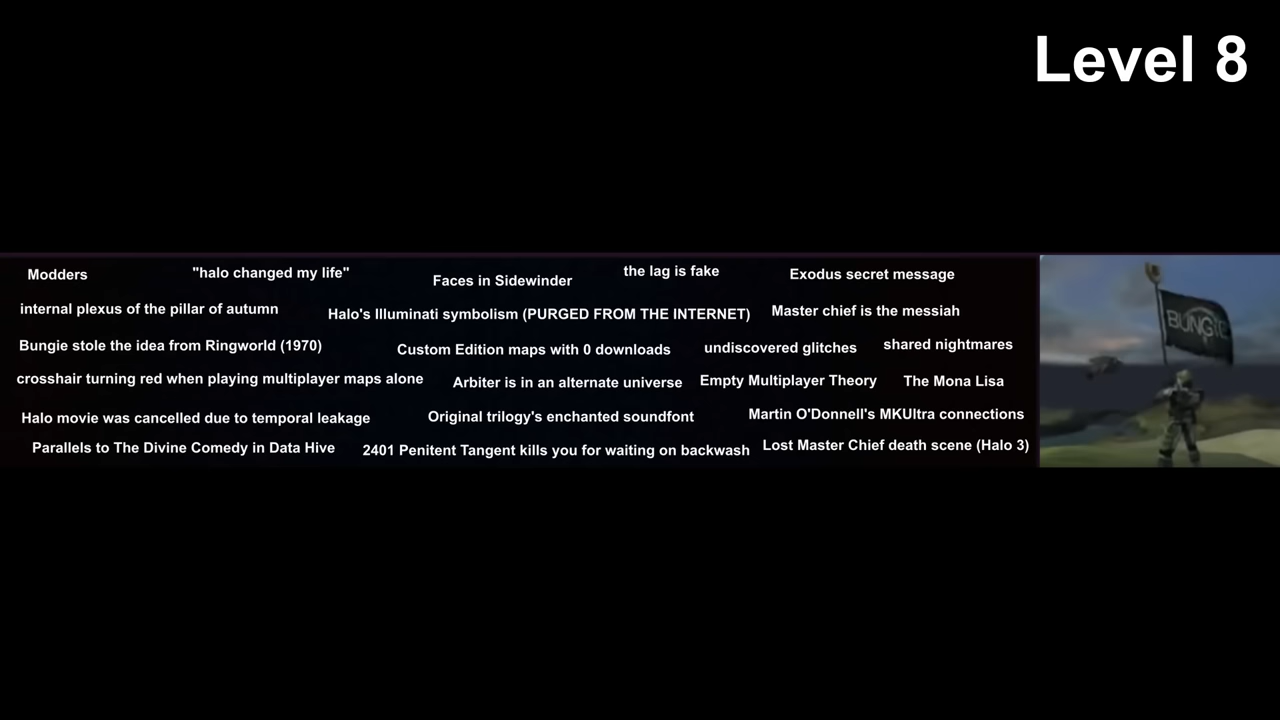 Level 8
Modders "halo changed my life" Faces in Sidewinder the lag is fake Exodus secret message
internal plexus of the pillar of autumn Halo's Illuminati symbolism (PURGED FROM THE INTERNET) Master chief is the messiah
Bungie stole the idea from Ringworld (1970) Custom Edition maps with 0 downloads undiscovered glitches shared nightmares
crosshair turning red when playing multiplayer maps alone Arbiter is in an alternate universe Empty Multiplayer Theory The Mona Lisa
Halo movie was cancelled due to temporal leakage Original trilogy's enchanted soundfont Martin O'Donnell's MKUltra connections
Parallels to The Divine Comedy in Data Hive 2401 Penitent Tangent kills you for waiting on backwash Lost Master Chief death scene (Halo 3)
BUNGIE